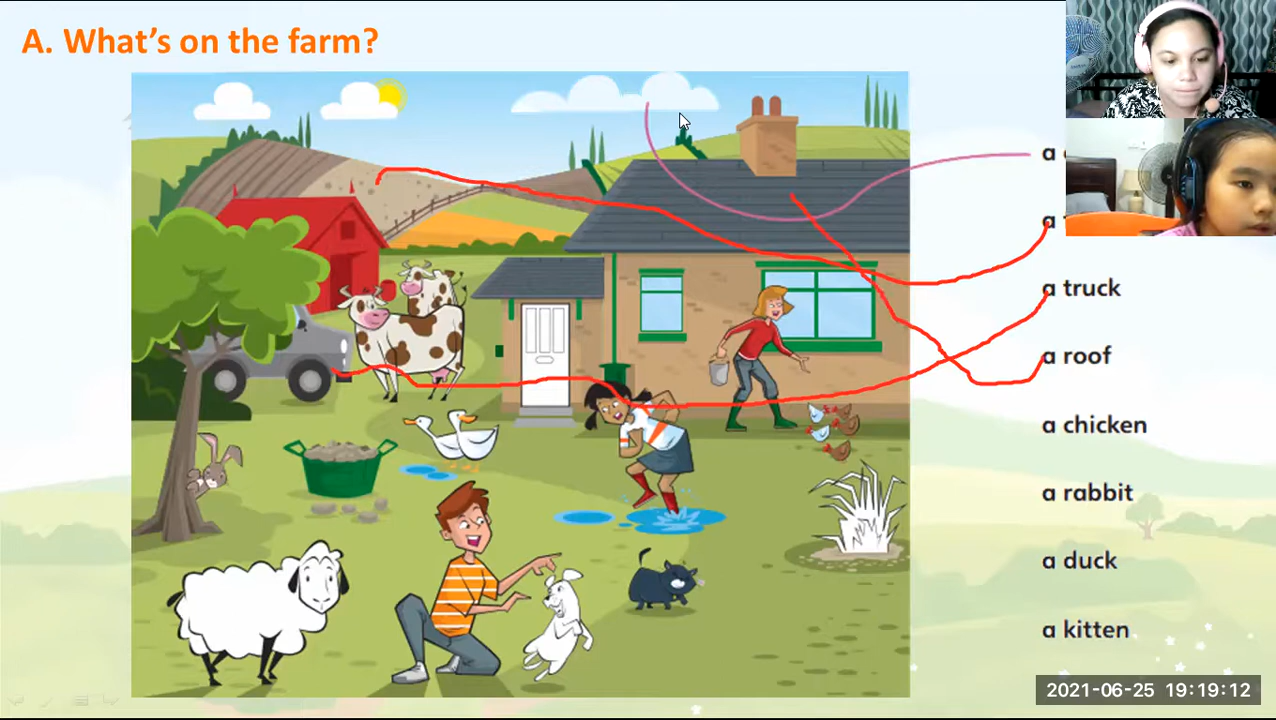 A. What's on the farm?
a
a
a truck
a roof
a chicken
a rabbit
a duck
a kitten
2021-06-25 19:19:12